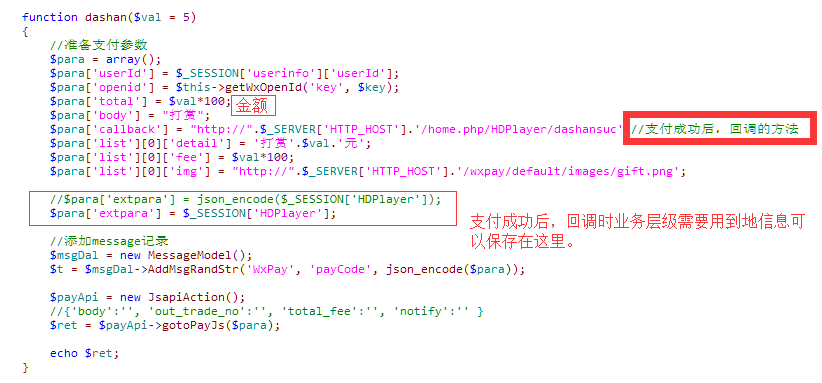 function dashan($val = 5)
{
//准备支付参数
$para = array();
$para['userId'] = $_SESSION['userinfo']['userId'];
$para['openid'] = $this->getWxOpenId('key', $key);
$para['total'] = $val*100; 金额
$para['body'] = "打赏";
$para['callback'] = "http://".$_SERVER['HTTP_HOST'].'/home.php/HDPlayer/dashansuc' //支付成功后，回调的方法
$para['list'][0]['detail'] = '打赏'.$val.'元';
$para['list'][0]['fee'] = $val*100;
$para['list'][0]['img'] = "http://".$_SERVER['HTTP_HOST'].'/wxpay/default/images/gift.png';
//$para['extpara'] = json_encode($_SESSION['HDPlayer']);
$para['extpara'] = $_SESSION['HDPlayer'];
支付成功后，回调时业务层级需要用到地信息可
以保存在这里。
//添加message记录
$msgDal = new MessageModel();
$t = $msgDal->AddMsgRandStr('WxPay', 'payCode', json_encode($para));
$payApi = new JsapiAction();
//{'body':'', 'out_trade_no':'', 'total_fee':'', 'notify':'' }
$ret = $payApi->gotoPayJs($para);
echo $ret;
}